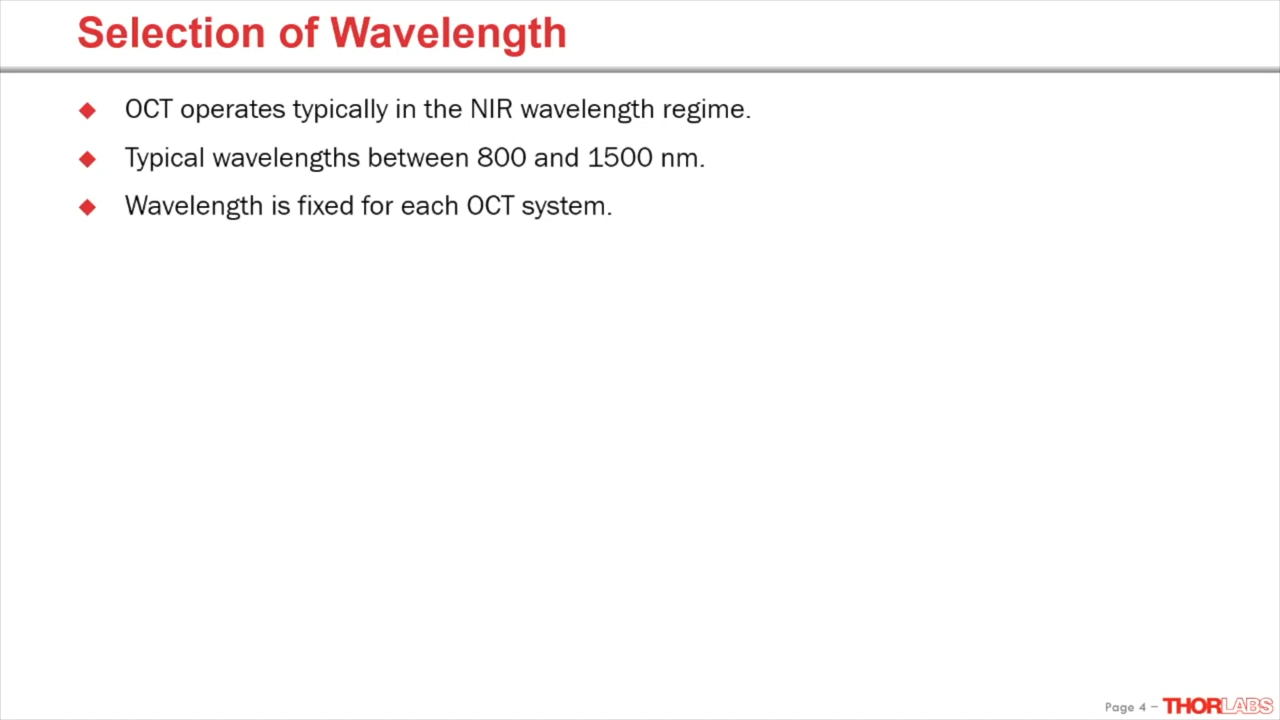 Selection of Wavelength
OCT operates typically in the NIR wavelength regime.
Typical wavelengths between 800 and 1500 nm.
Wavelength is fixed for each OCT system.
Page 4 – THORLABS